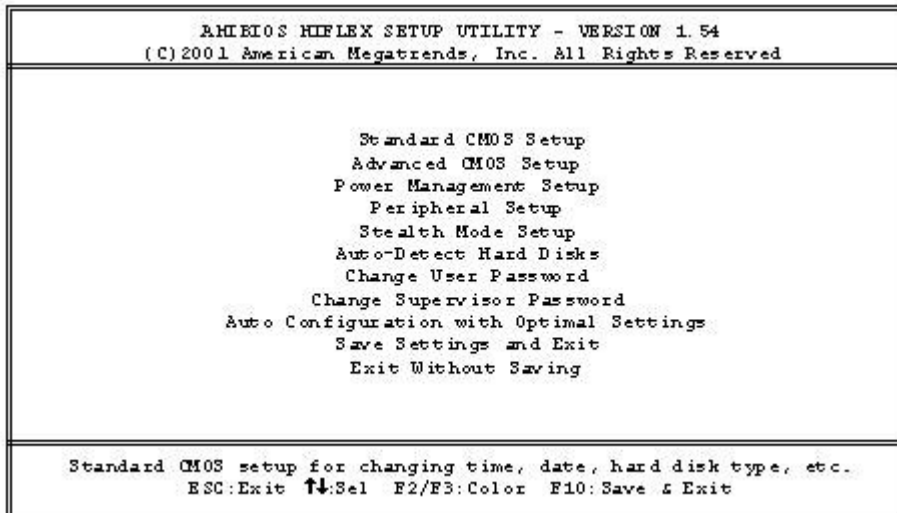 AMIBIOS HIFLEX SETUP UTILITY - VERSION 1.54
(C)2001 American Megatrends, Inc. All Rights Reserved
Standard CMOS Setup
Advanced CMOS Setup
Power Management Setup
Peripheral Setup
Stealth Mode Setup
Auto-Detect Hard Disks
Change User Password
Change Supervisor Password
Auto Configuration with Optimal Settings
Save Settings and Exit
Exit Without Saving
Standard CMOS setup for changing time, date, hard disk type, etc.
ESC:Exit ↑↓:Sel F2/F3:Color F10:Save & Exit